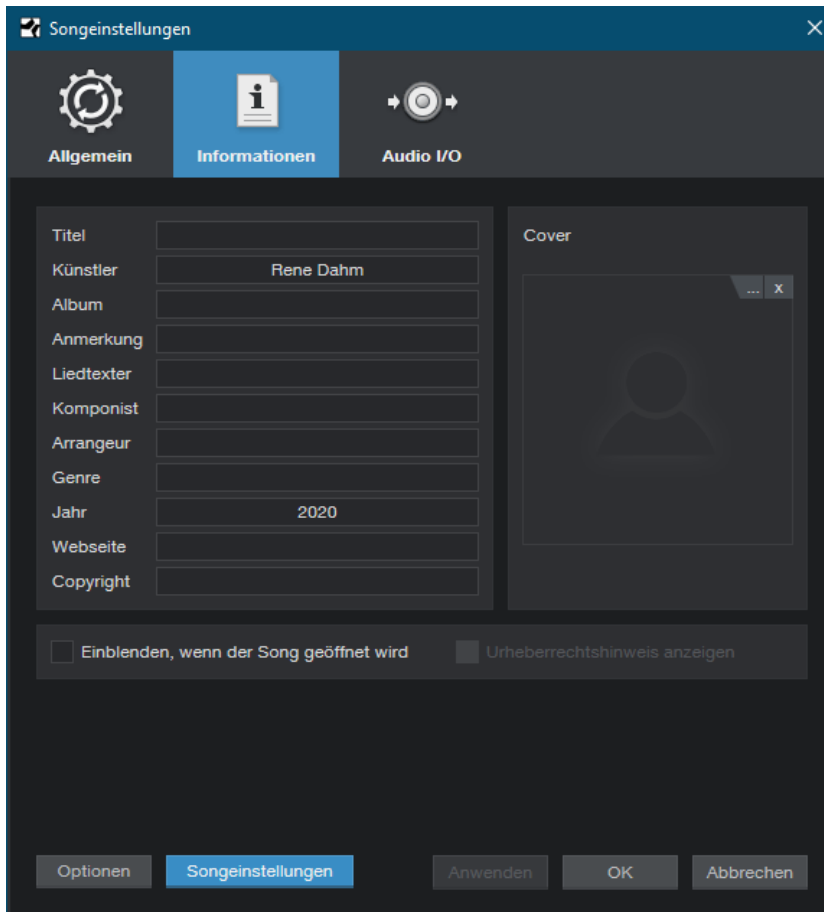 Songeinstellungen
Allgemein
Informationen
Audio I/O
Titel
Künstler Rene Dahm
Album
Anmerkung
Liedtexter
Komponist
Arrangeur
Genre
Jahr 2020
Webseite
Copyright
Cover
... x
Einblenden, wenn der Song geöffnet wird
Urheberrechtshinweis anzeigen
Optionen
Songeinstellungen
Anwenden
OK
Abbrechen